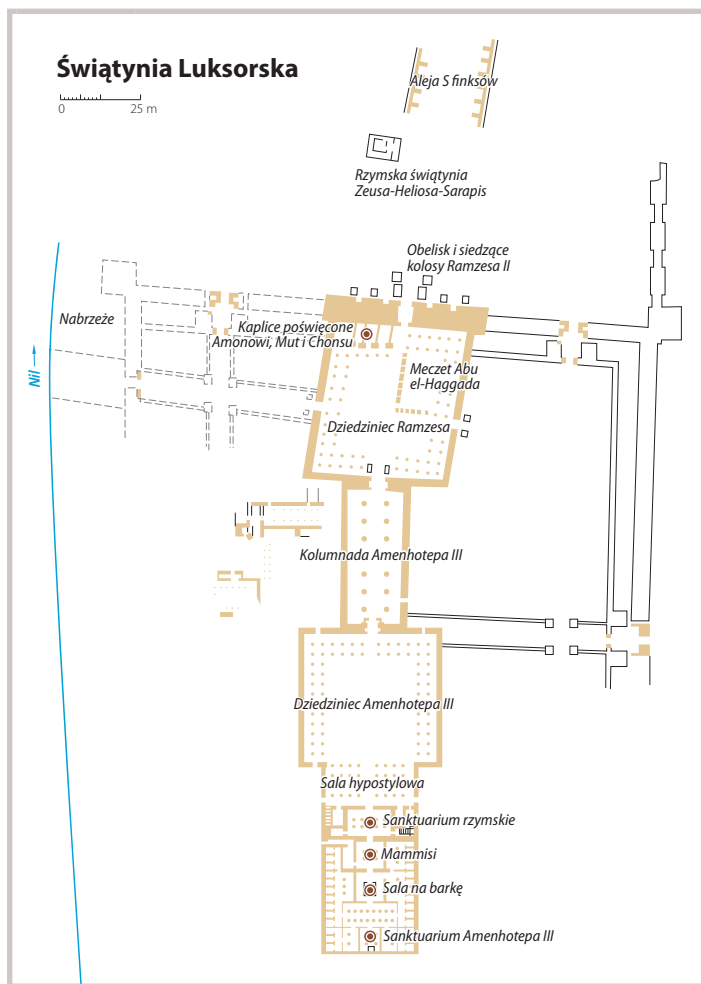 Świątynia Luksorska
0 25 m
Aleja S finksów
Rzymska świątynia
Zeusa-Heliosa-Sarapis
Obelisk i siedzące
kolosy Ramzesa II
Nabrzeże
Kaplice poświęcone
Amonowi, Mut i Chonsu
Nil
Meczet Abu
el-Haggada
Dziedziniec Ramzesa
Kolumnada Amenhotepa III
Dziedziniec Amenhotepa III
Sala hypostylowa
Sanktuarium rzymskie
Mammisi
Sala na barkę
Sanktuarium Amenhotepa III